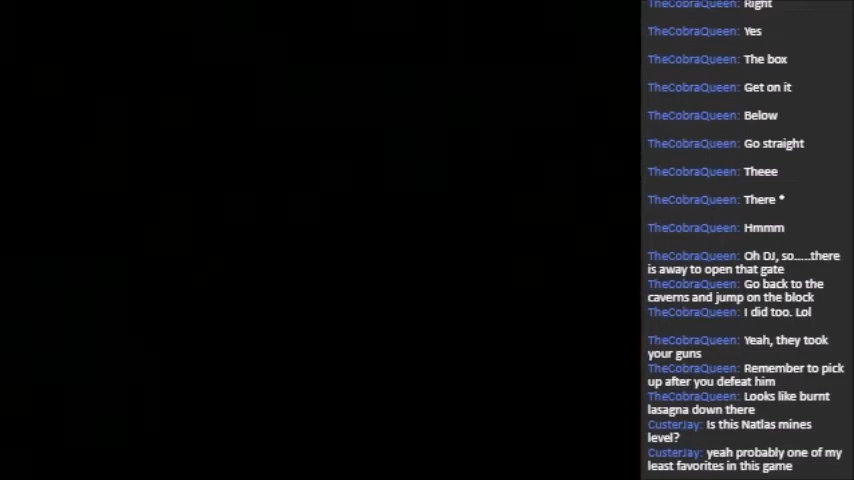 TheCobraQueen: Right
TheCobraQueen: Yes
TheCobraQueen: The box
TheCobraQueen: Get on it
TheCobraQueen: Below
TheCobraQueen: Go straight
TheCobraQueen: Theee
TheCobraQueen: There *
TheCobraQueen: Hmmm
TheCobraQueen: Oh DJ, so.....there
is away to open that gate
TheCobraQueen: Go back to the
caverns and jump on the block
TheCobraQueen: I did too. Lol
TheCobraQueen: Yeah, they took
your guns
TheCobraQueen: Remember to pick
up after you defeat him
TheCobraQueen: Looks like burnt
lasagna down there
CusterJay: Is this Natlas mines
level?
CusterJay: yeah probably one of my
least favorites in this game